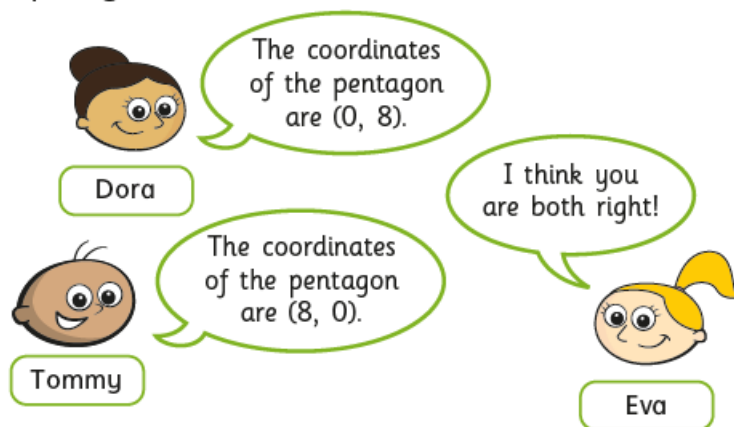 The coordinates
of the pentagon
are (0, 8).
Dora
I think you
are both right!
The coordinates
of the pentagon
are (8, 0).
Tommy
Eva